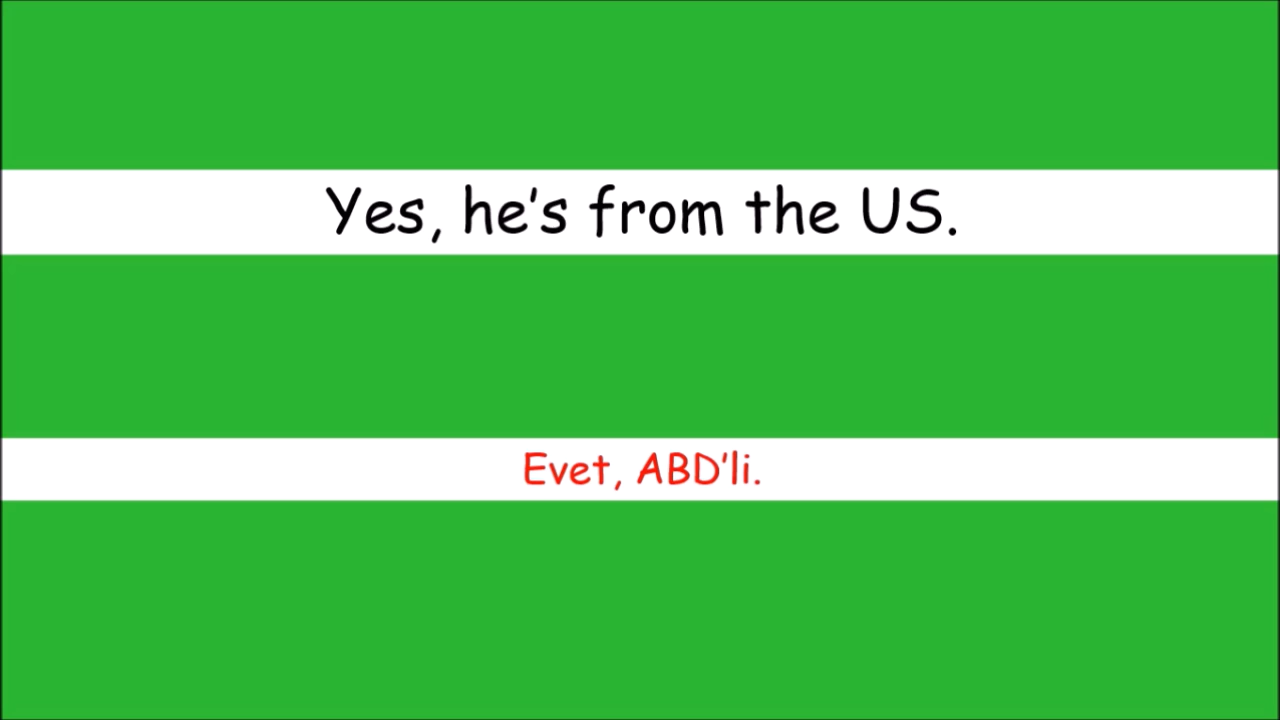 Yes, he's from the US.
Evet, ABD'li.